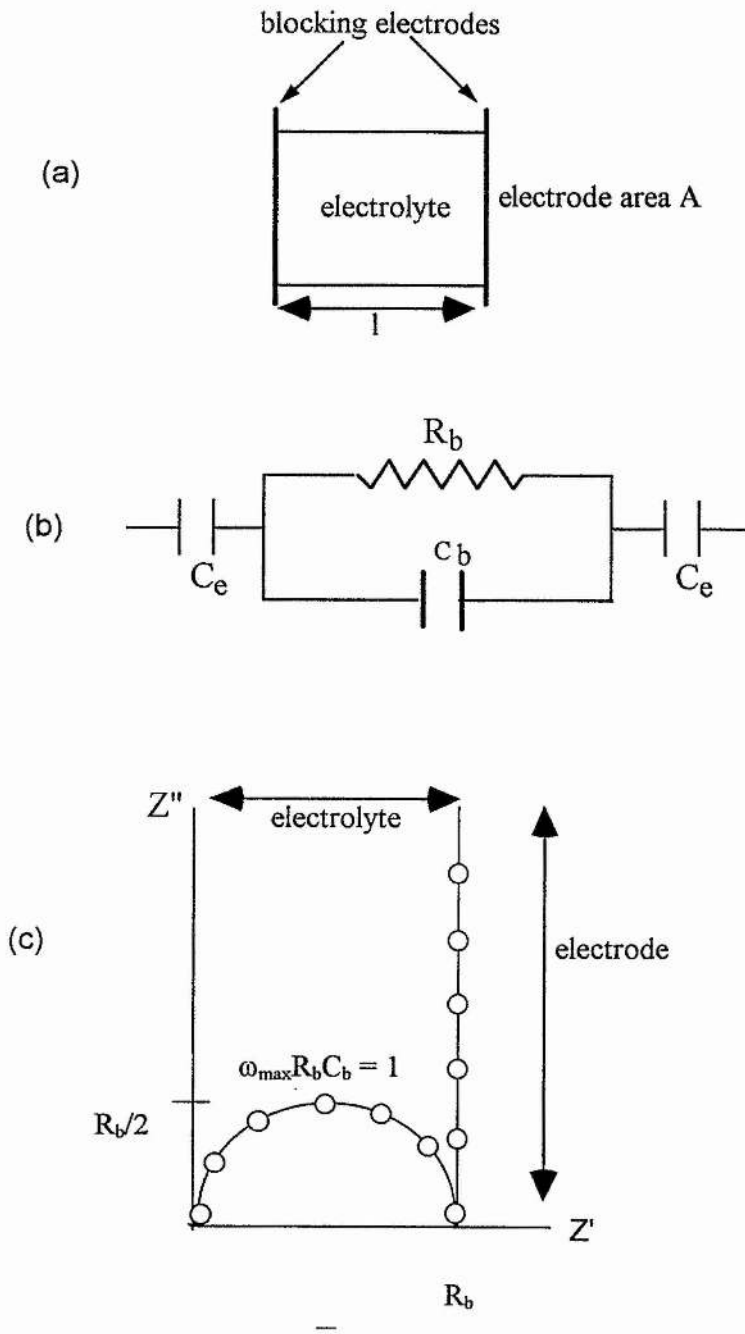 blocking electrodes
(a)
electrolyte
electrode area A
l
R_b
(b)
C_e
C_b
C_e
Z"
electrolyte
(c)
electrode
ω_max R_b C_b = 1
R_b/2
Z'
R_b